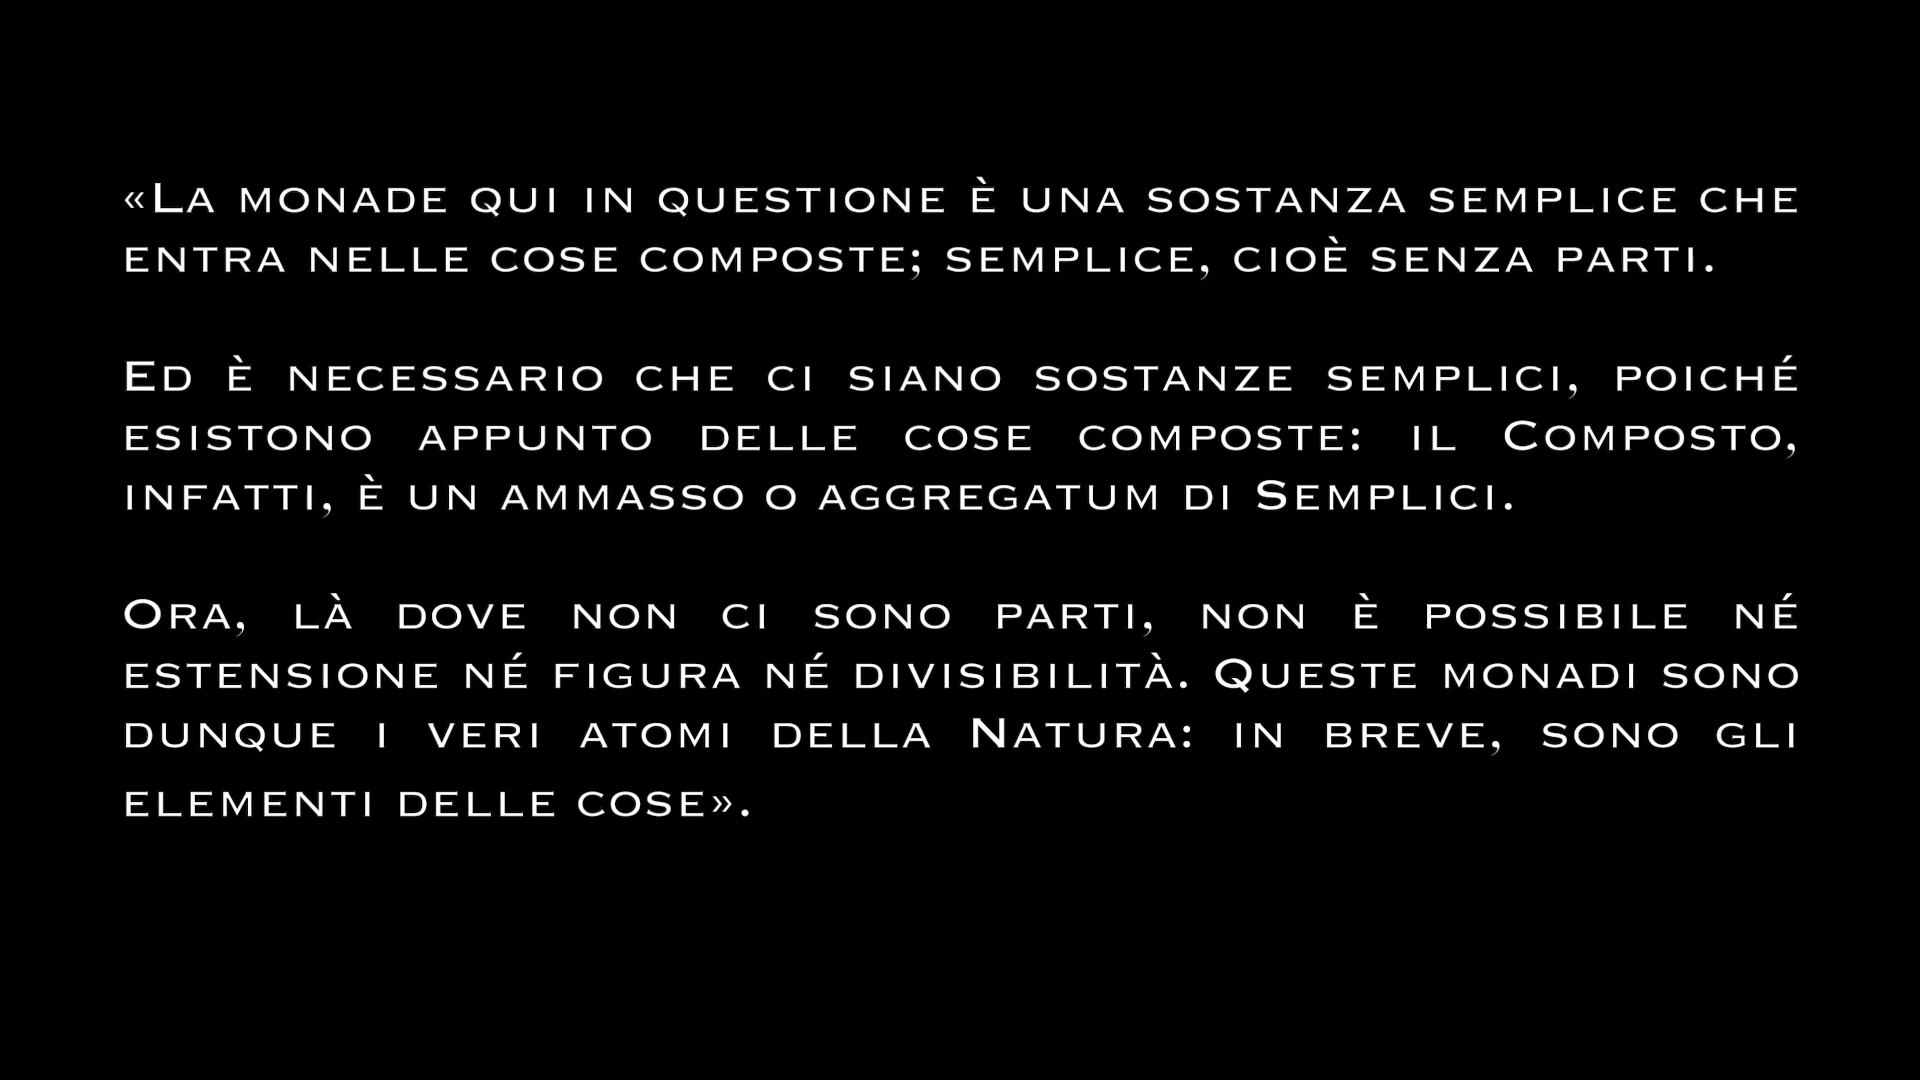 «La monade qui in questione è una sostanza semplice che
entra nelle cose composte; semplice, cioè senza parti.
Ed è necessario che ci siano sostanze semplici, poiché
esistono appunto delle cose composte: il Composto,
infatti, è un ammasso o aggregatum di Semplici.
Ora, là dove non ci sono parti, non è possibile né
estensione né figura né divisibilità. Queste monadi sono
dunque i veri atomi della Natura: in breve, sono gli
elementi delle cose».